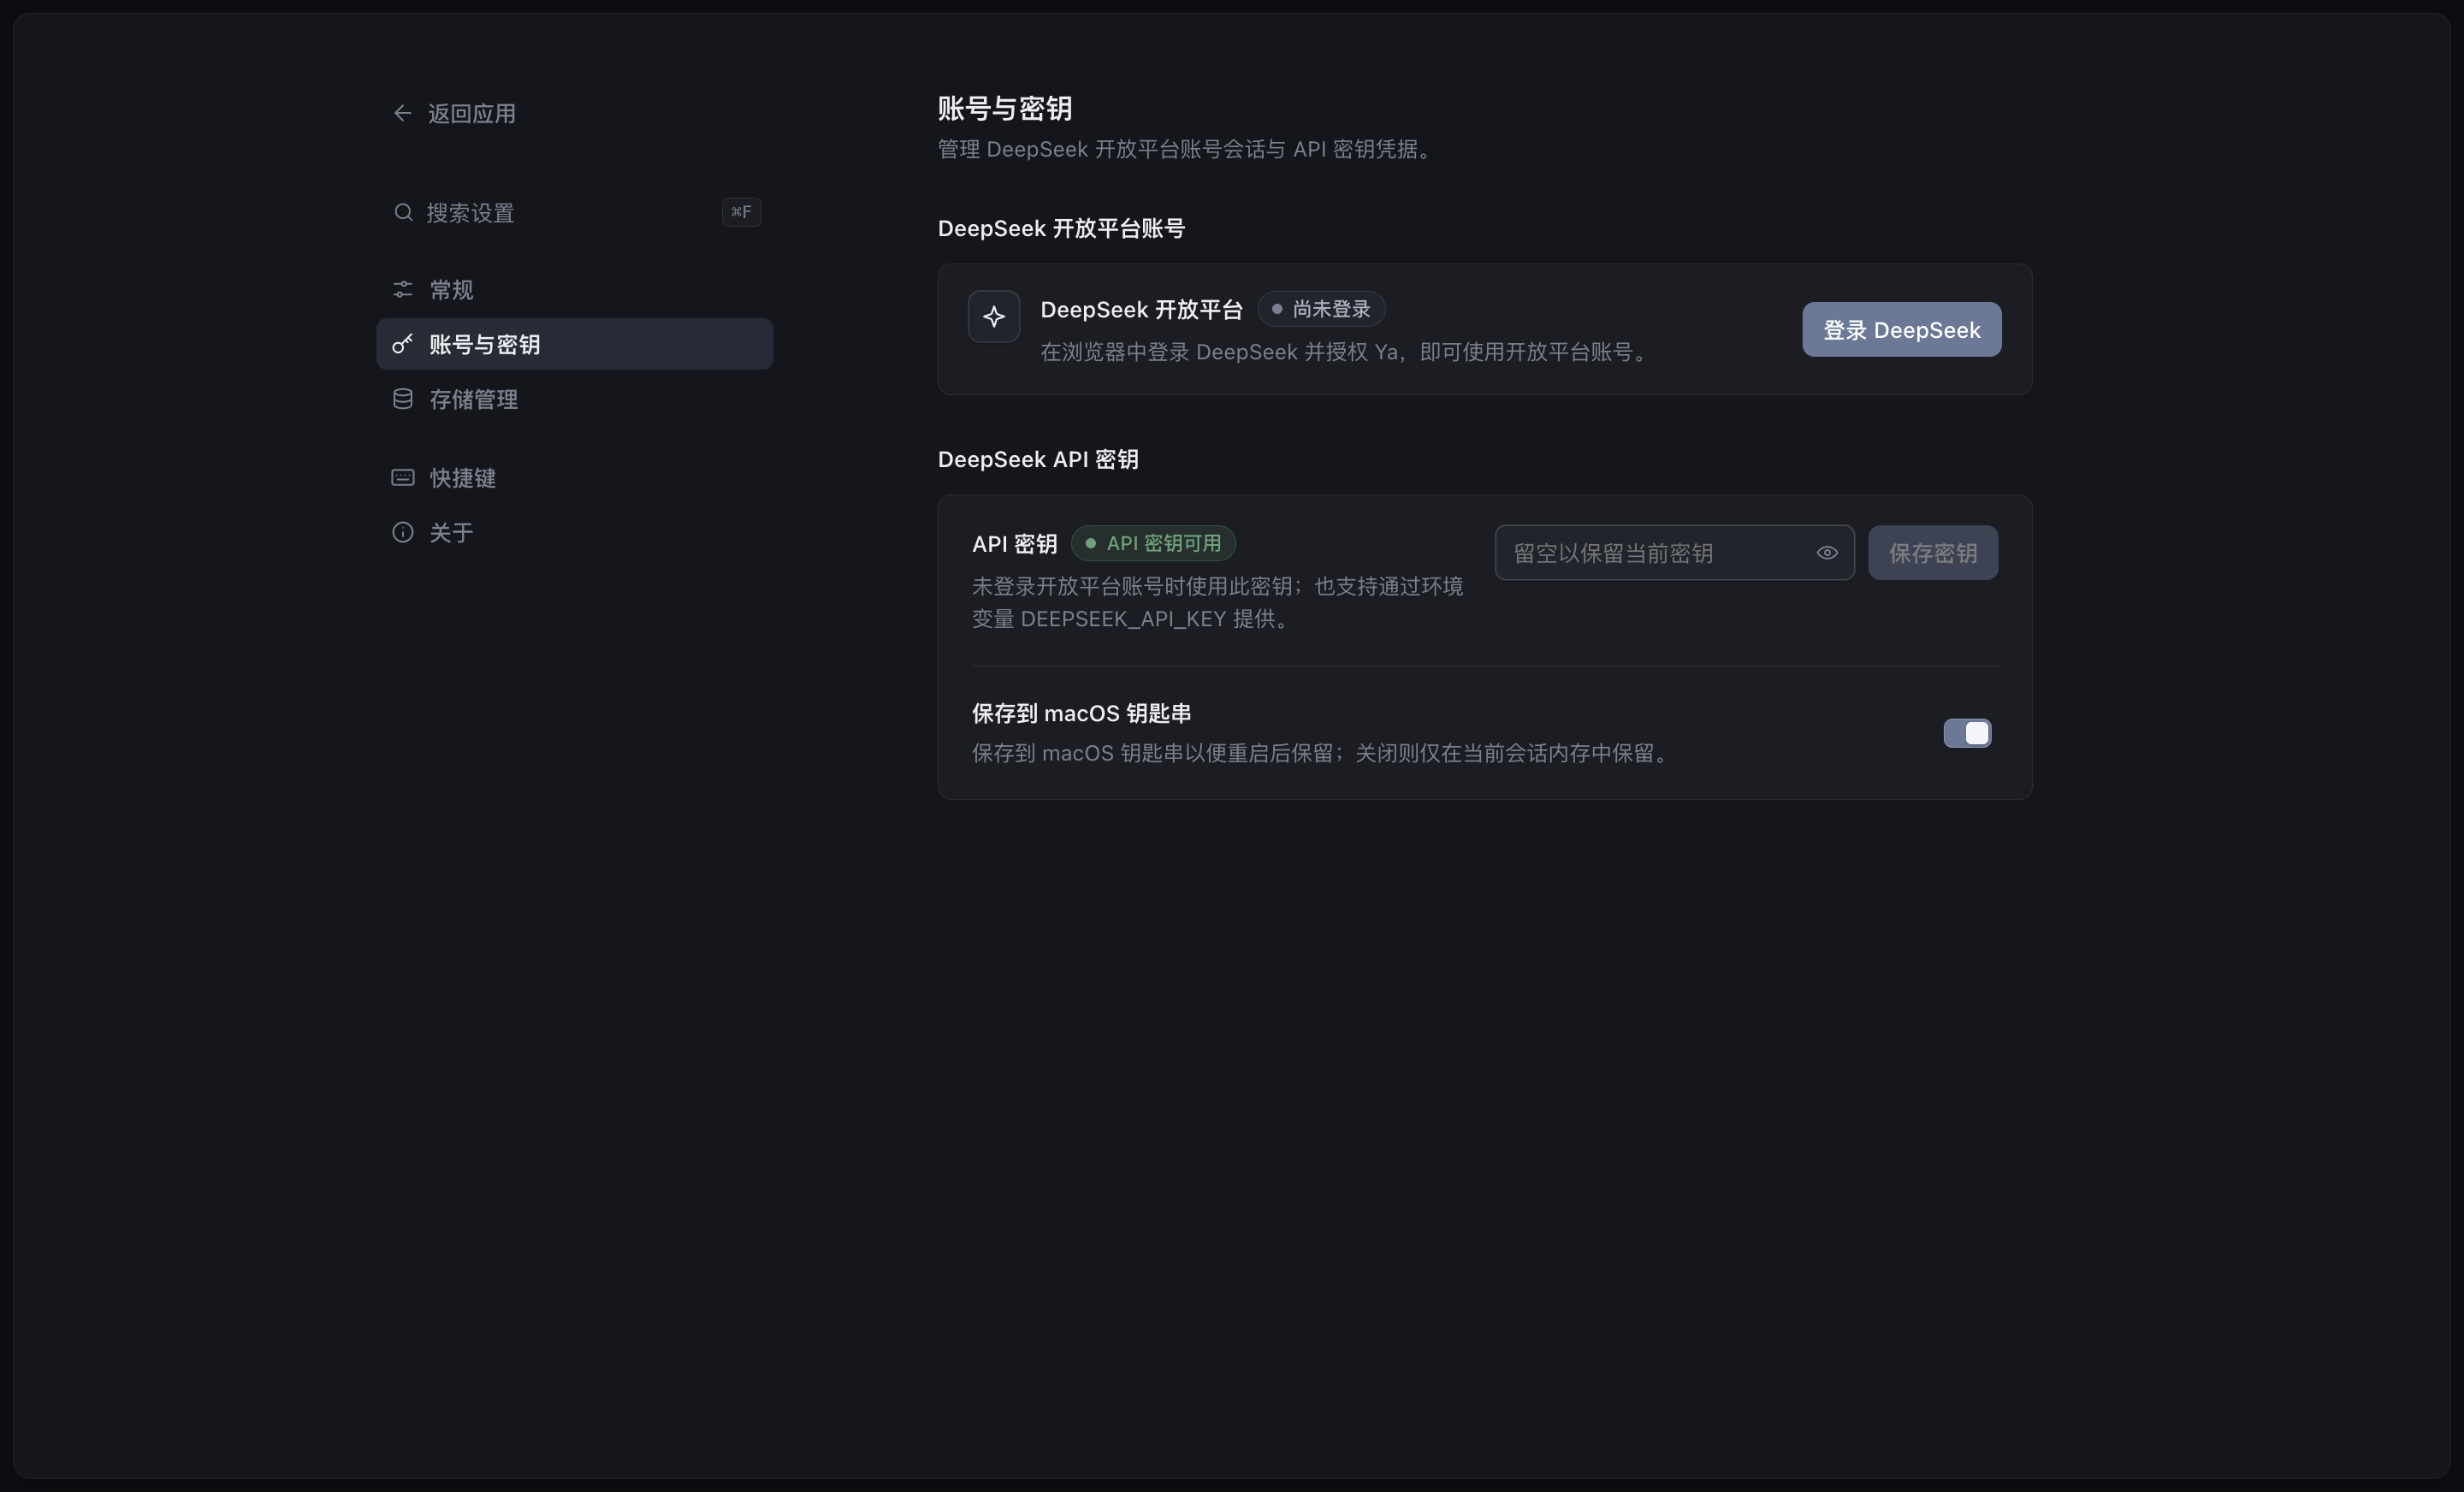 返回应用
搜索设置
⌘F
常规
账号与密钥
存储管理
快捷键
关于
账号与密钥
管理 DeepSeek 开放平台账号会话与 API 密钥凭据。
DeepSeek 开放平台账号
DeepSeek 开放平台
尚未登录
在浏览器中登录 DeepSeek 并授权 Ya，即可使用开放平台账号。
登录 DeepSeek
DeepSeek API 密钥
API 密钥
API 密钥可用
未登录开放平台账号时使用此密钥；也支持通过环境
变量 DEEPSEEK_API_KEY 提供。
留空以保留当前密钥
保存密钥
保存到 macOS 钥匙串
保存到 macOS 钥匙串以便重启后保留；关闭则仅在当前会话内存中保留。